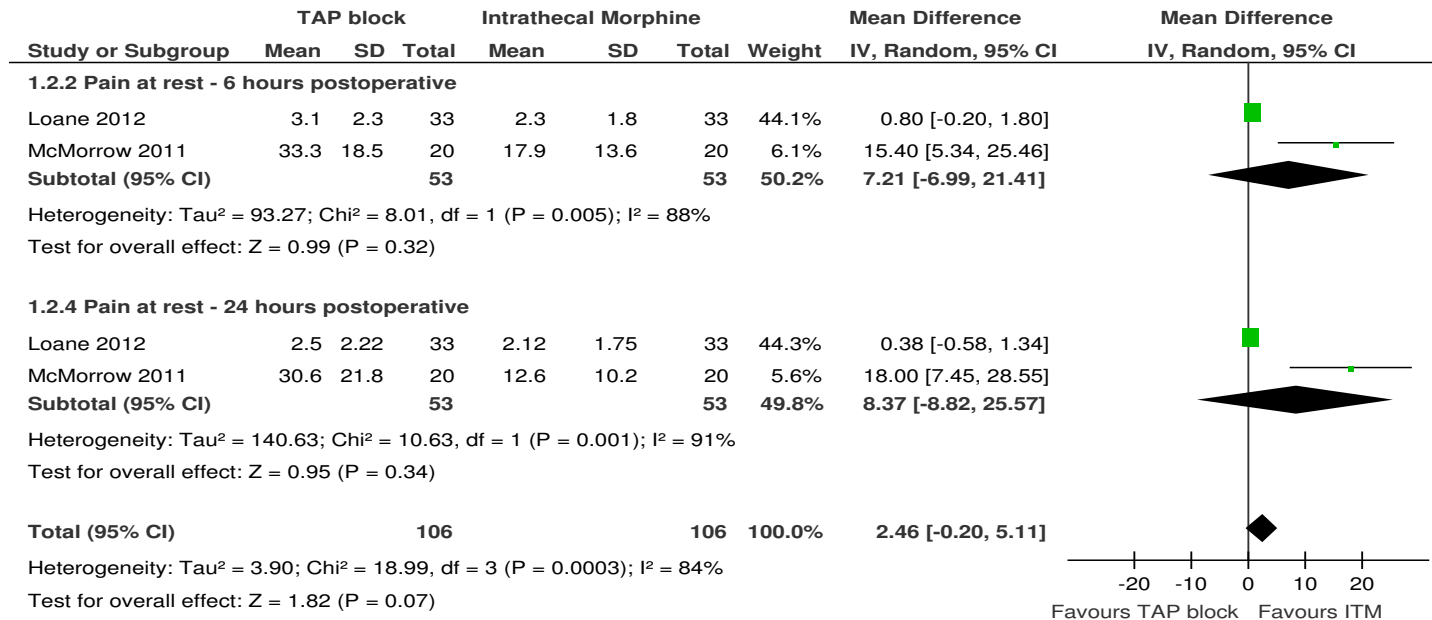 TAP block Intrathecal Morphine Mean Difference Mean Difference
Study or Subgroup Mean SD Total Mean SD Total Weight IV, Random, 95% CI IV, Random, 95% CI
1.2.2 Pain at rest - 6 hours postoperative
Loane 2012 3.1 2.3 33 2.3 1.8 33 44.1% 0.80 [-0.20, 1.80]
McMorrow 2011 33.3 18.5 20 17.9 13.6 20 6.1% 15.40 [5.34, 25.46]
Subtotal (95% CI) 53 53 50.2% 7.21 [-6.99, 21.41]
Heterogeneity: Tau² = 93.27; Chi² = 8.01, df = 1 (P = 0.005); I² = 88%
Test for overall effect: Z = 0.99 (P = 0.32)
1.2.4 Pain at rest - 24 hours postoperative
Loane 2012 2.5 2.22 33 2.12 1.75 33 44.3% 0.38 [-0.58, 1.34]
McMorrow 2011 30.6 21.8 20 12.6 10.2 20 5.6% 18.00 [7.45, 28.55]
Subtotal (95% CI) 53 53 49.8% 8.37 [-8.82, 25.57]
Heterogeneity: Tau² = 140.63; Chi² = 10.63, df = 1 (P = 0.001); I² = 91%
Test for overall effect: Z = 0.95 (P = 0.34)
Total (95% CI) 106 106 100.0% 2.46 [-0.20, 5.11]
Heterogeneity: Tau² = 3.90; Chi² = 18.99, df = 3 (P = 0.0003); I² = 84%
Test for overall effect: Z = 1.82 (P = 0.07)
-20 -10 0 10 20
Favours TAP block Favours ITM